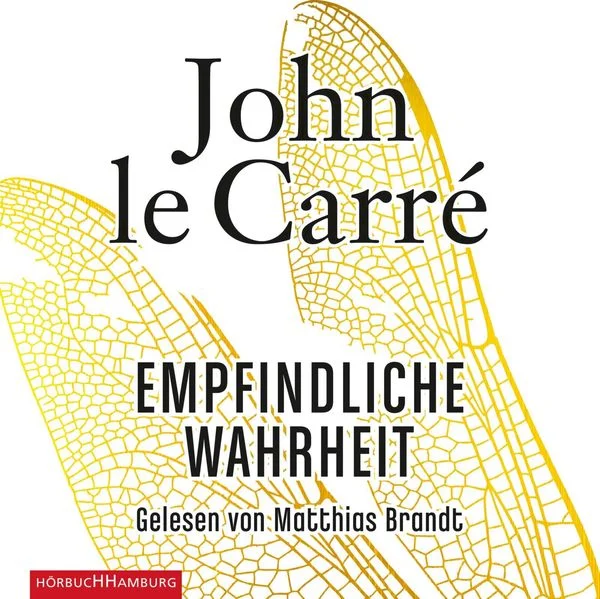 John
le Carré
EMPFINDLICHE
WAHRHEIT
Gelesen von Matthias Brandt
HÖRBUCHHAMBURG